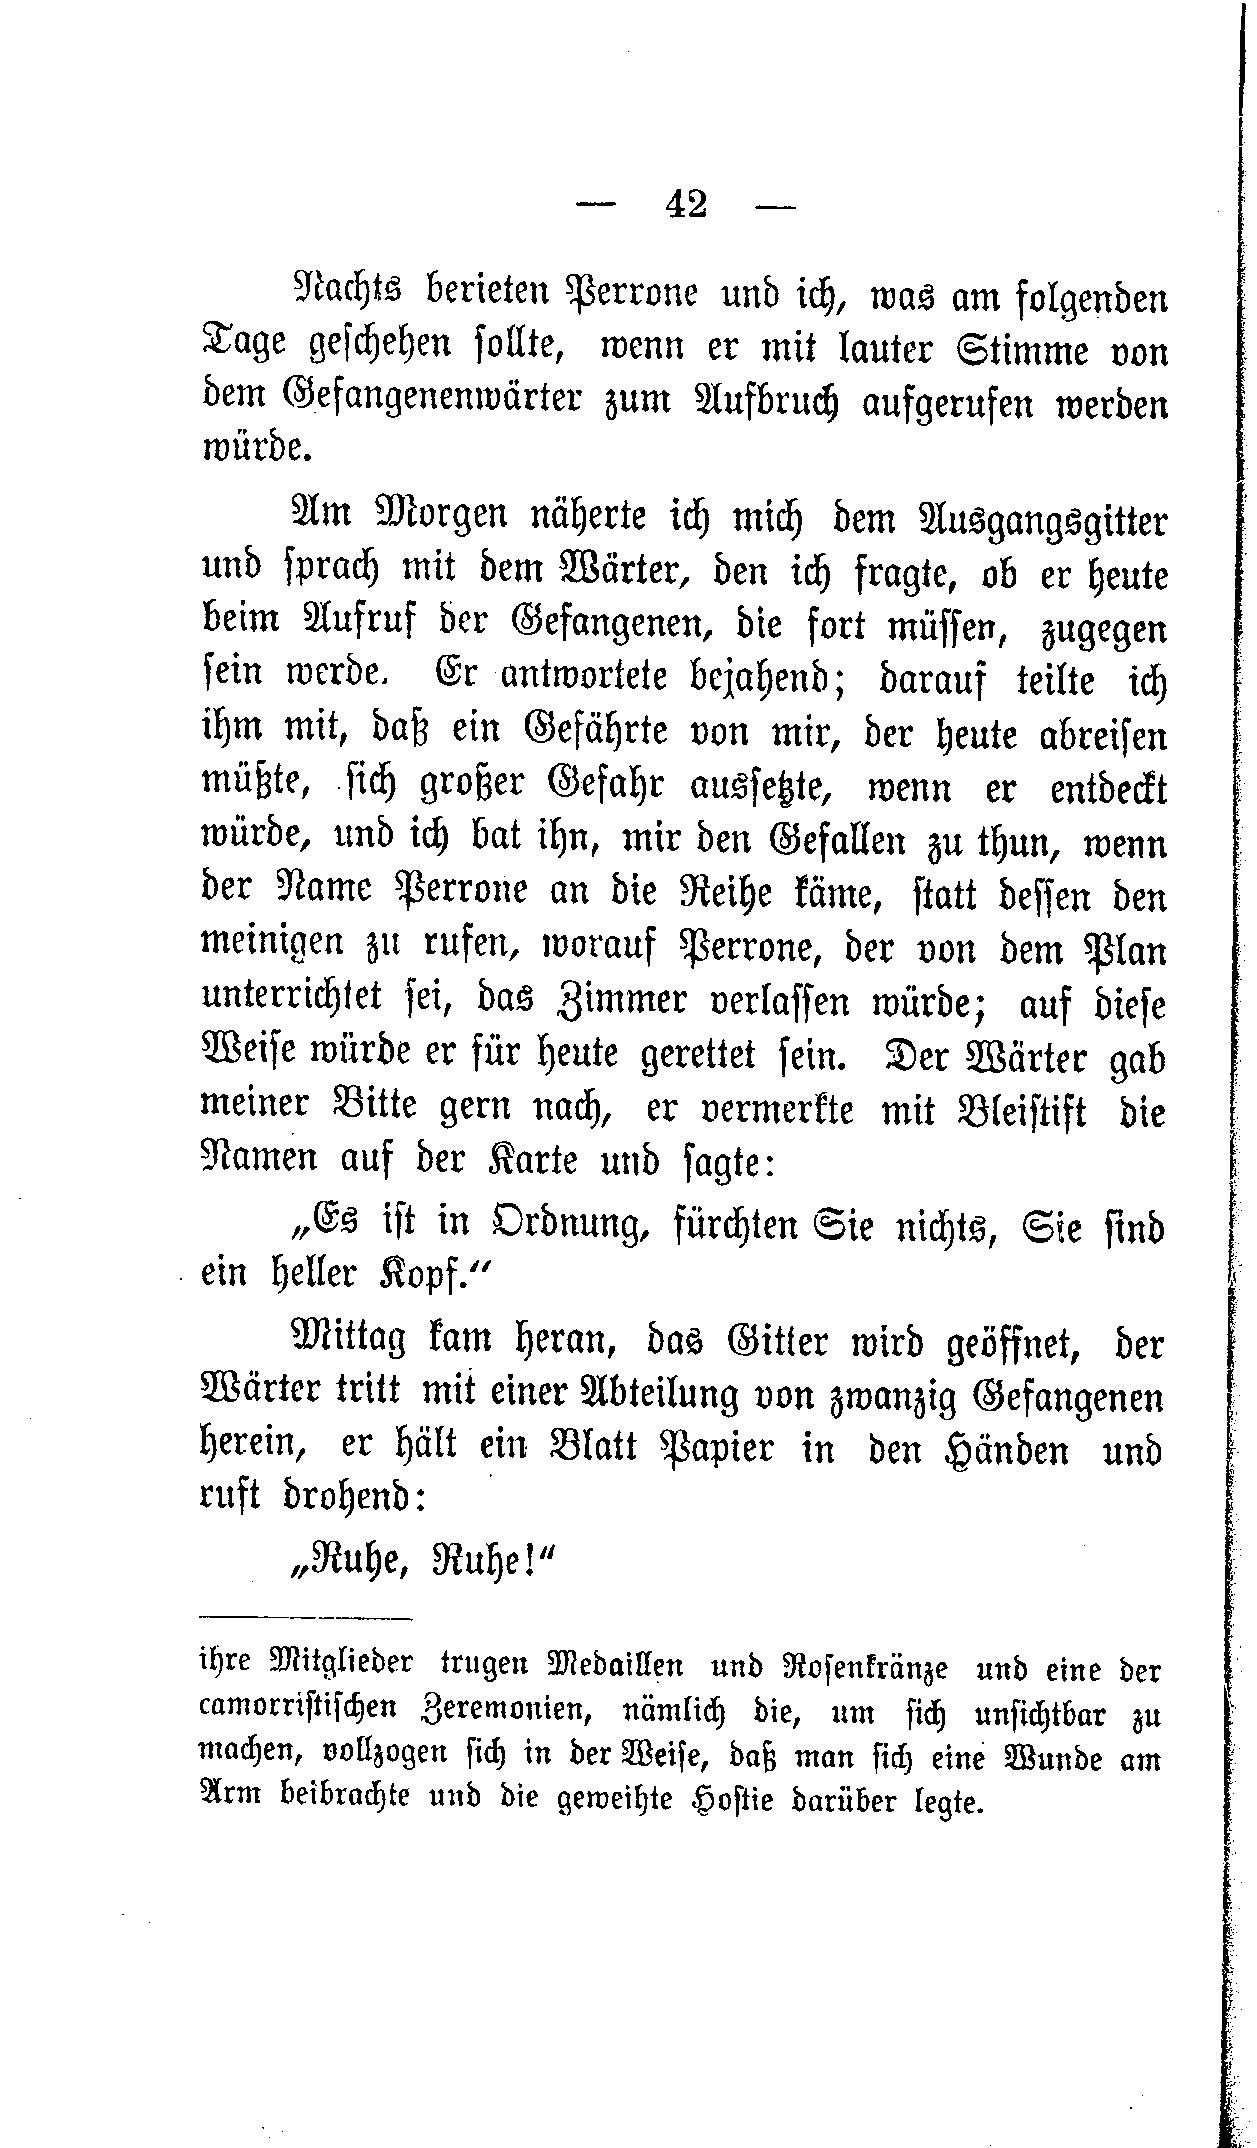 — 42 —
Nachts berieten Perrone und ich, was am folgenden
Tage geschehen sollte, wenn er mit lauter Stimme von
dem Gefangenenwärter zum Aufbruch aufgerufen werden
würde.
Am Morgen näherte ich mich dem Ausgangsgitter
und sprach mit dem Wärter, den ich fragte, ob er heute
beim Aufruf der Gefangenen, die fort müssen, zugegen
sein werde. Er antwortete bejahend; darauf teilte ich
ihm mit, daß ein Gefährte von mir, der heute abreisen
müßte, sich großer Gefahr aussetzte, wenn er entdeckt
würde, und ich bat ihn, mir den Gefallen zu thun, wenn
der Name Perrone an die Reihe käme, statt dessen den
meinigen zu rufen, worauf Perrone, der von dem Plan
unterrichtet sei, das Zimmer verlassen würde; auf diese
Weise würde er für heute gerettet sein. Der Wärter gab
meiner Bitte gern nach, er vermerkte mit Bleistift die
Namen auf der Karte und sagte:
„Es ist in Ordnung, fürchten Sie nichts, Sie sind
ein heller Kopf.“
Mittag kam heran, das Gitter wird geöffnet, der
Wärter tritt mit einer Abteilung von zwanzig Gefangenen
herein, er hält ein Blatt Papier in den Händen und
ruft drohend:
„Ruhe, Ruhe!“
ihre Mitglieder trugen Medaillen und Rosenkränze und eine der
camorristischen Zeremonien, nämlich die, um sich unsichtbar zu
machen, vollzogen sich in der Weise, daß man sich eine Wunde am
Arm beibrachte und die geweihte Hostie darüber legte.